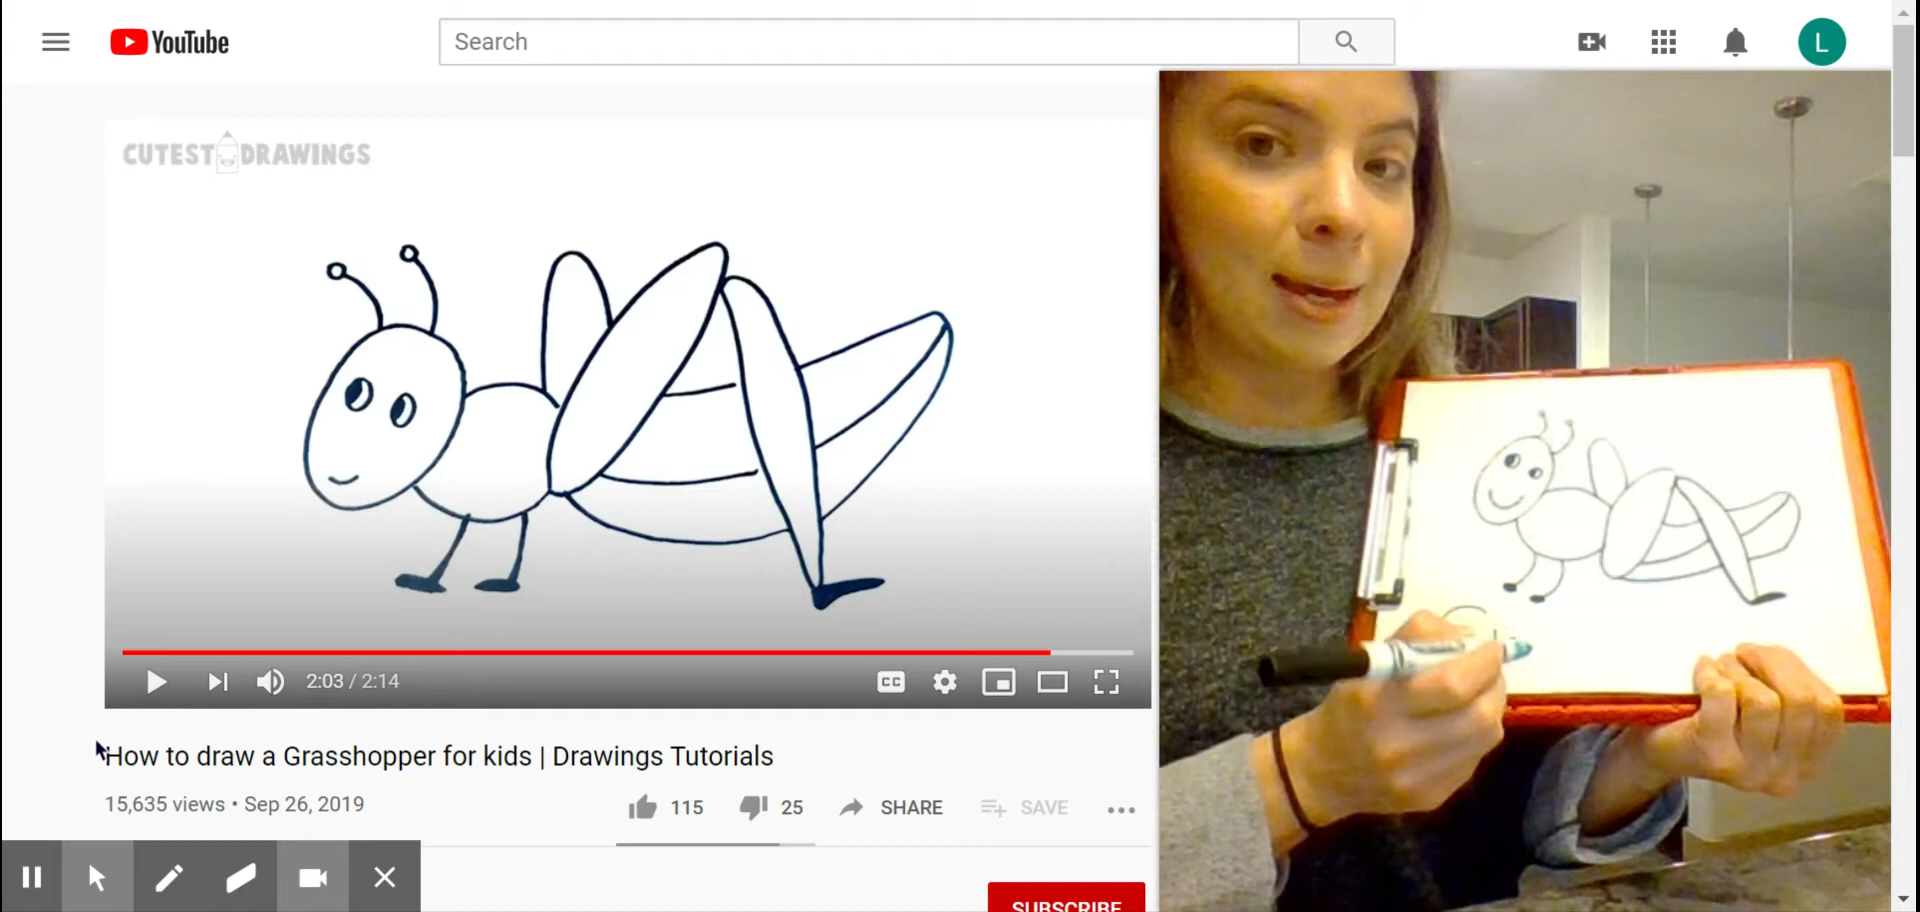 YouTube
Search
L
CUTEST DRAWINGS
2:03 / 2:14
CC
How to draw a Grasshopper for kids | Drawings Tutorials
15,635 views • Sep 26, 2019
115
25
SHARE
SAVE
SUBSCRIBE